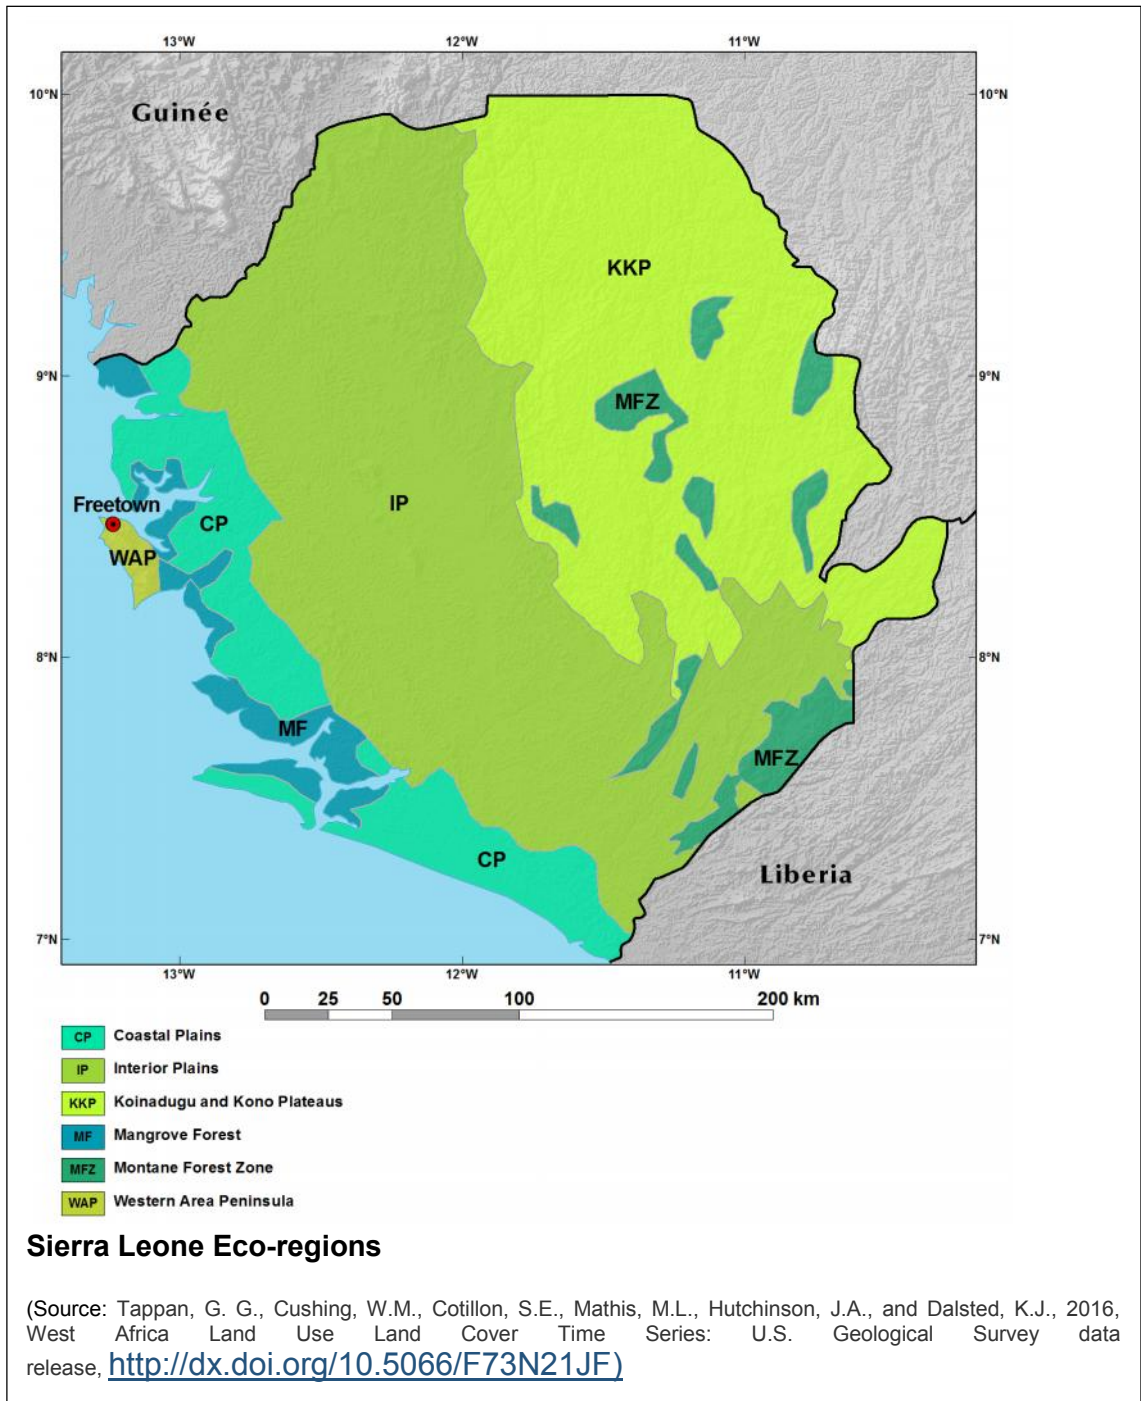 13°W 12°W 11°W
10°N 10°N
Guinée
KKP
9°N 9°N
MFZ
Freetown
IP
CP
WAP
8°N 8°N
MF
MFZ
CP
Liberia
7°N 7°N
13°W 12°W 11°W
0 25 50 100 200 km
CP Coastal Plains
IP Interior Plains
KKP Koinadugu and Kono Plateaus
MF Mangrove Forest
MFZ Montane Forest Zone
WAP Western Area Peninsula
Sierra Leone Eco-regions
(Source: Tappan, G. G., Cushing, W.M., Cotillon, S.E., Mathis, M.L., Hutchinson, J.A., and Dalsted, K.J., 2016,
West Africa Land Use Land Cover Time Series: U.S. Geological Survey data
release, http://dx.doi.org/10.5066/F73N21JF)